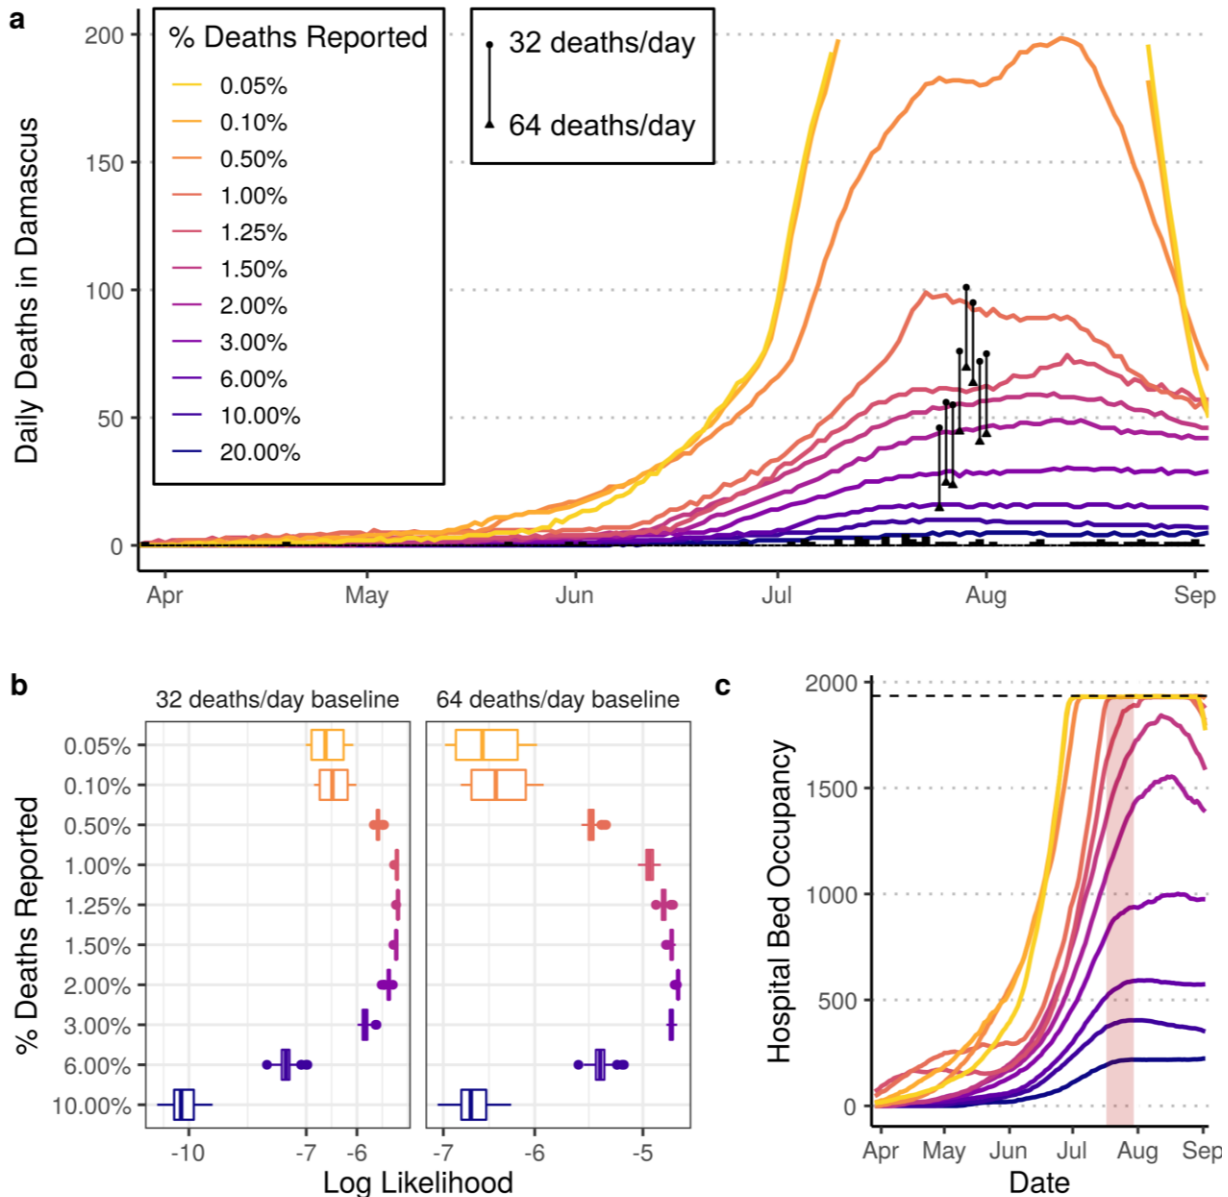 a
Daily Deaths in Damascus
200
150
100
50
0
% Deaths Reported
0.05%
0.10%
0.50%
1.00%
1.25%
1.50%
2.00%
3.00%
6.00%
10.00%
20.00%
32 deaths/day
64 deaths/day
Apr May Jun Jul Aug Sep
b
32 deaths/day baseline 64 deaths/day baseline
% Deaths Reported
0.05%
0.10%
0.50%
1.00%
1.25%
1.50%
2.00%
3.00%
6.00%
10.00%
-10 -7 -6 -7 -6 -5
Log Likelihood
c
Hospital Bed Occupancy
2000
1500
1000
500
0
Apr May Jun Jul Aug Sep
Date